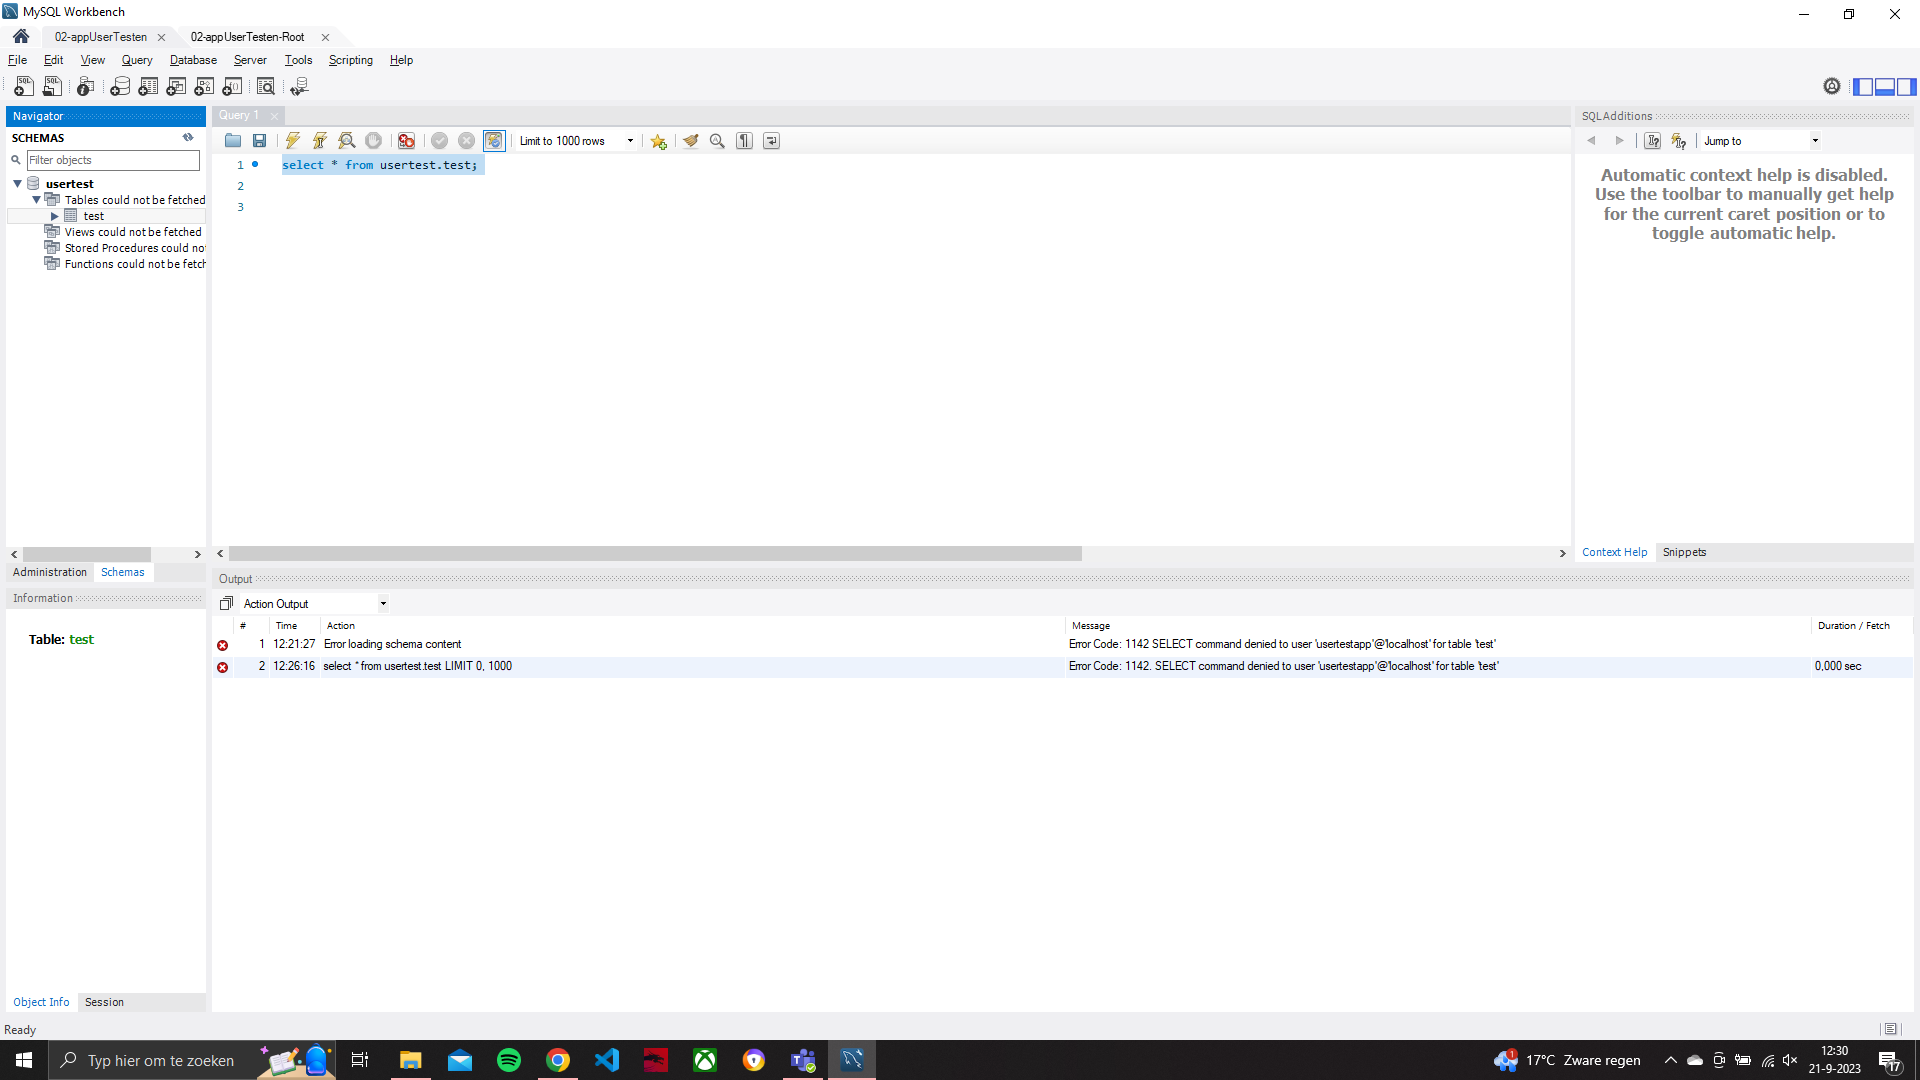 MySQL Workbench
02-appUserTesten
02-appUserTesten-Root
File Edit View Query Database Server Tools Scripting Help
Navigator
SCHEMAS
Filter objects
usertest
Tables could not be fetched
test
Views could not be fetched
Stored Procedures could not
Functions could not be fetch
Administration Schemas
Information
Table: test
Object Info Session
Query 1
Limit to 1000 rows
1 select * from usertest.test;
2
3
SQLAdditions
Jump to
Automatic context help is disabled.
Use the toolbar to manually get help
for the current caret position or to
toggle automatic help.
Context Help Snippets
Output
Action Output
# Time Action Message Duration / Fetch
1 12:21:27 Error loading schema content Error Code: 1142 SELECT command denied to user 'usertestapp'@'localhost' for table 'test'
2 12:26:16 select * from usertest.test LIMIT 0, 1000 Error Code: 1142. SELECT command denied to user 'usertestapp'@'localhost' for table 'test' 0,000 sec
Ready
Typ hier om te zoeken
1
17°C Zware regen
12:30
21-9-2023
17